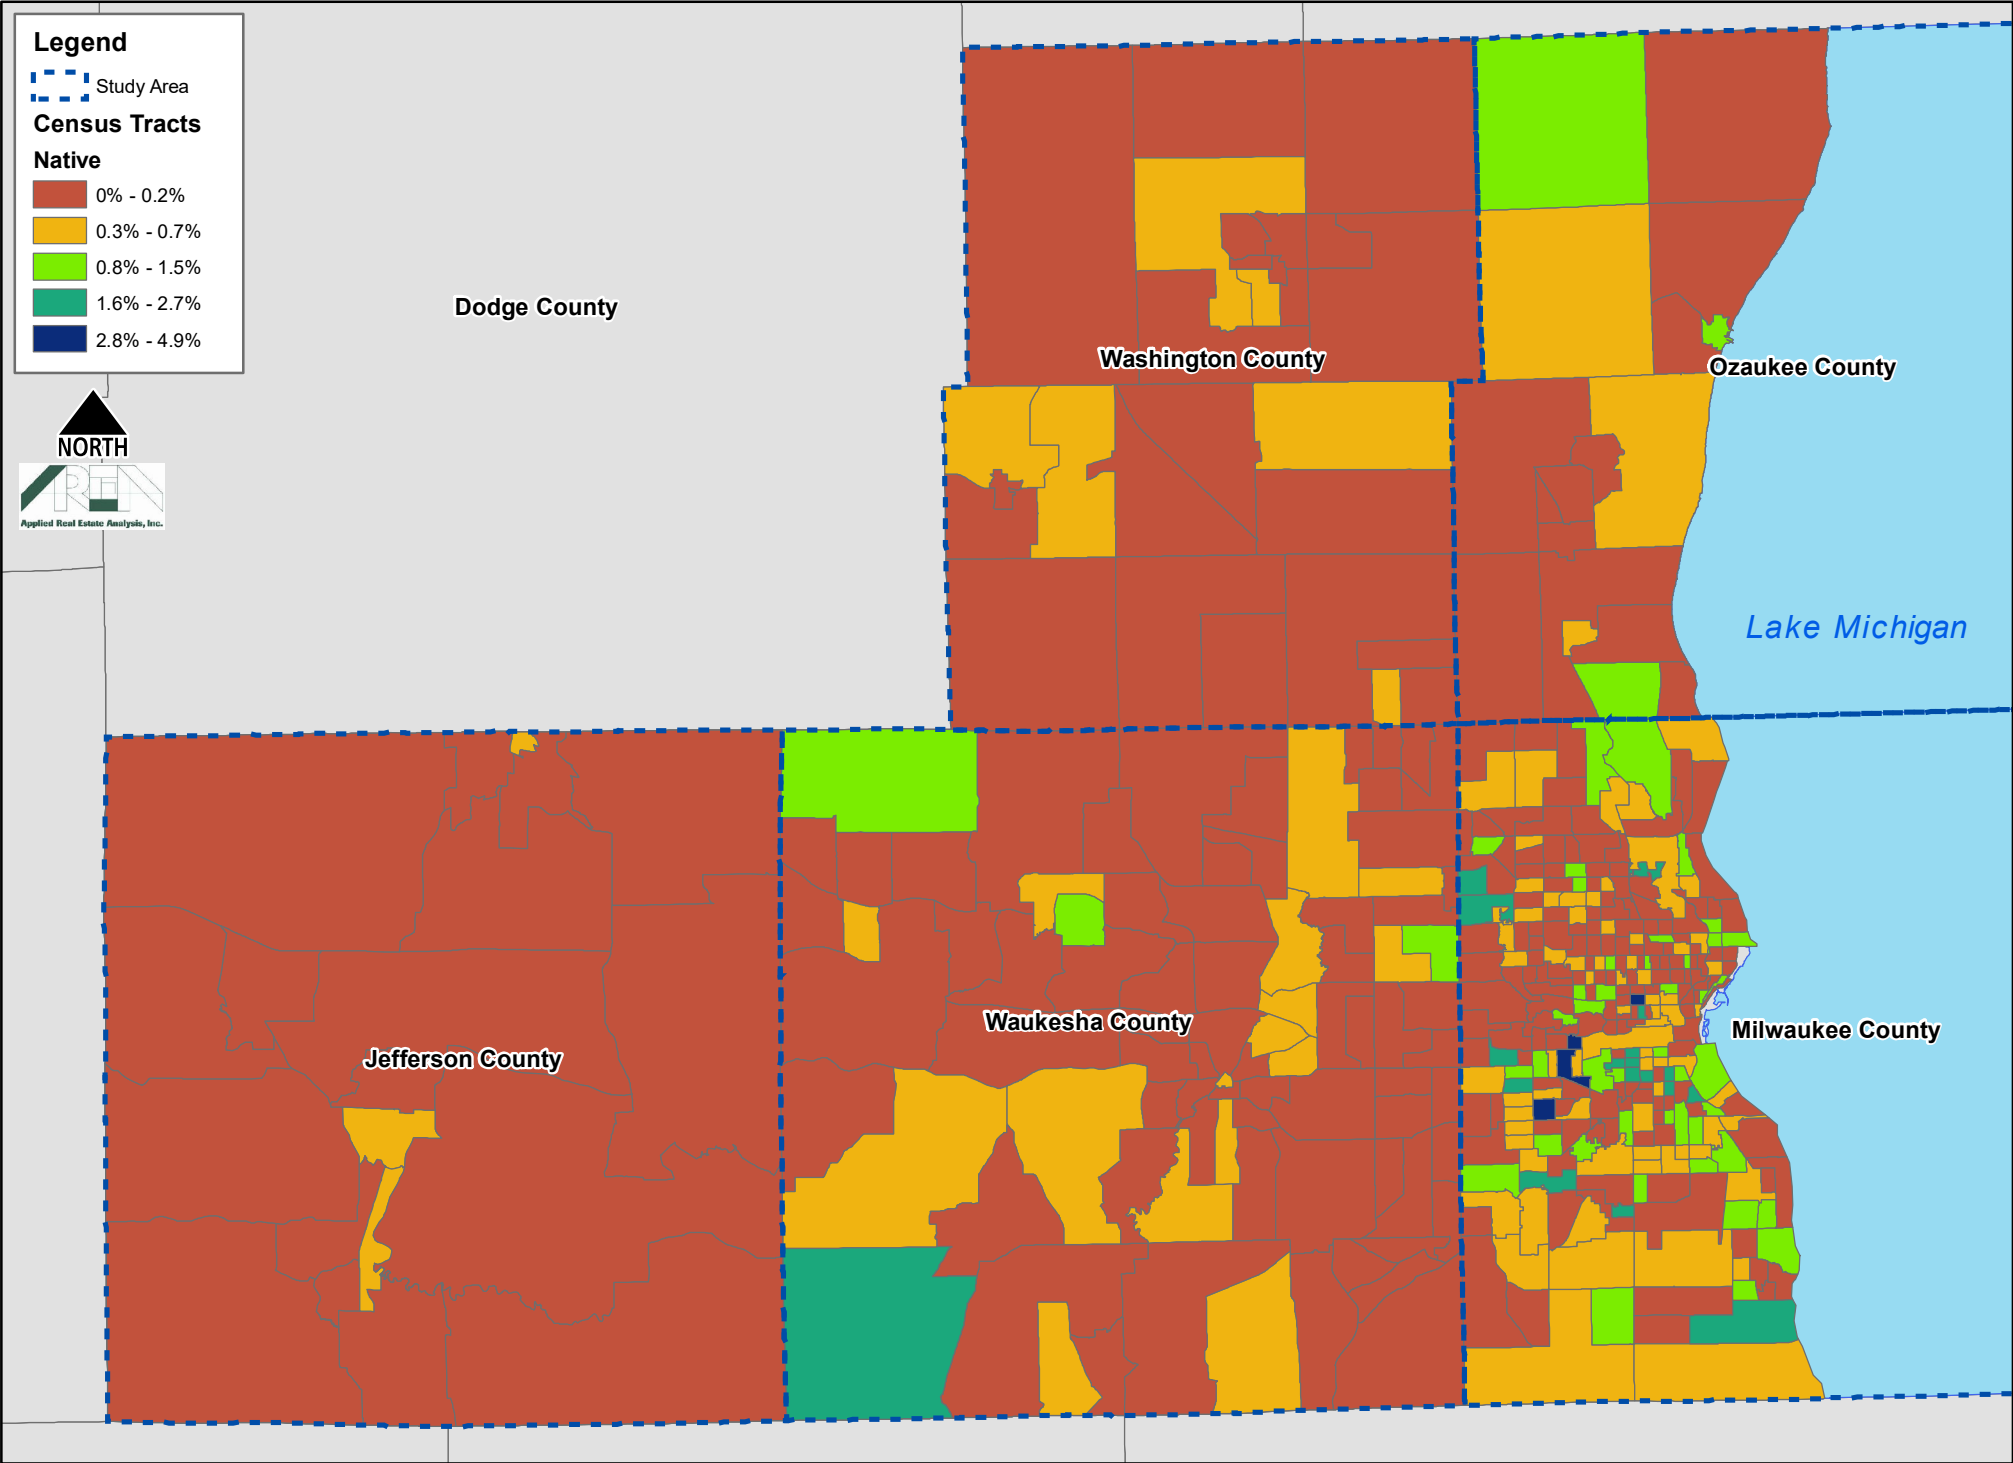 Legend
Study Area
Census Tracts
Native
0% - 0.2%
0.3% - 0.7%
0.8% - 1.5%
1.6% - 2.7%
2.8% - 4.9%
NORTH
AREA
Applied Real Estate Analysis, Inc.
Dodge County
Washington County
Ozaukee County
Lake Michigan
Waukesha County
Milwaukee County
Jefferson County